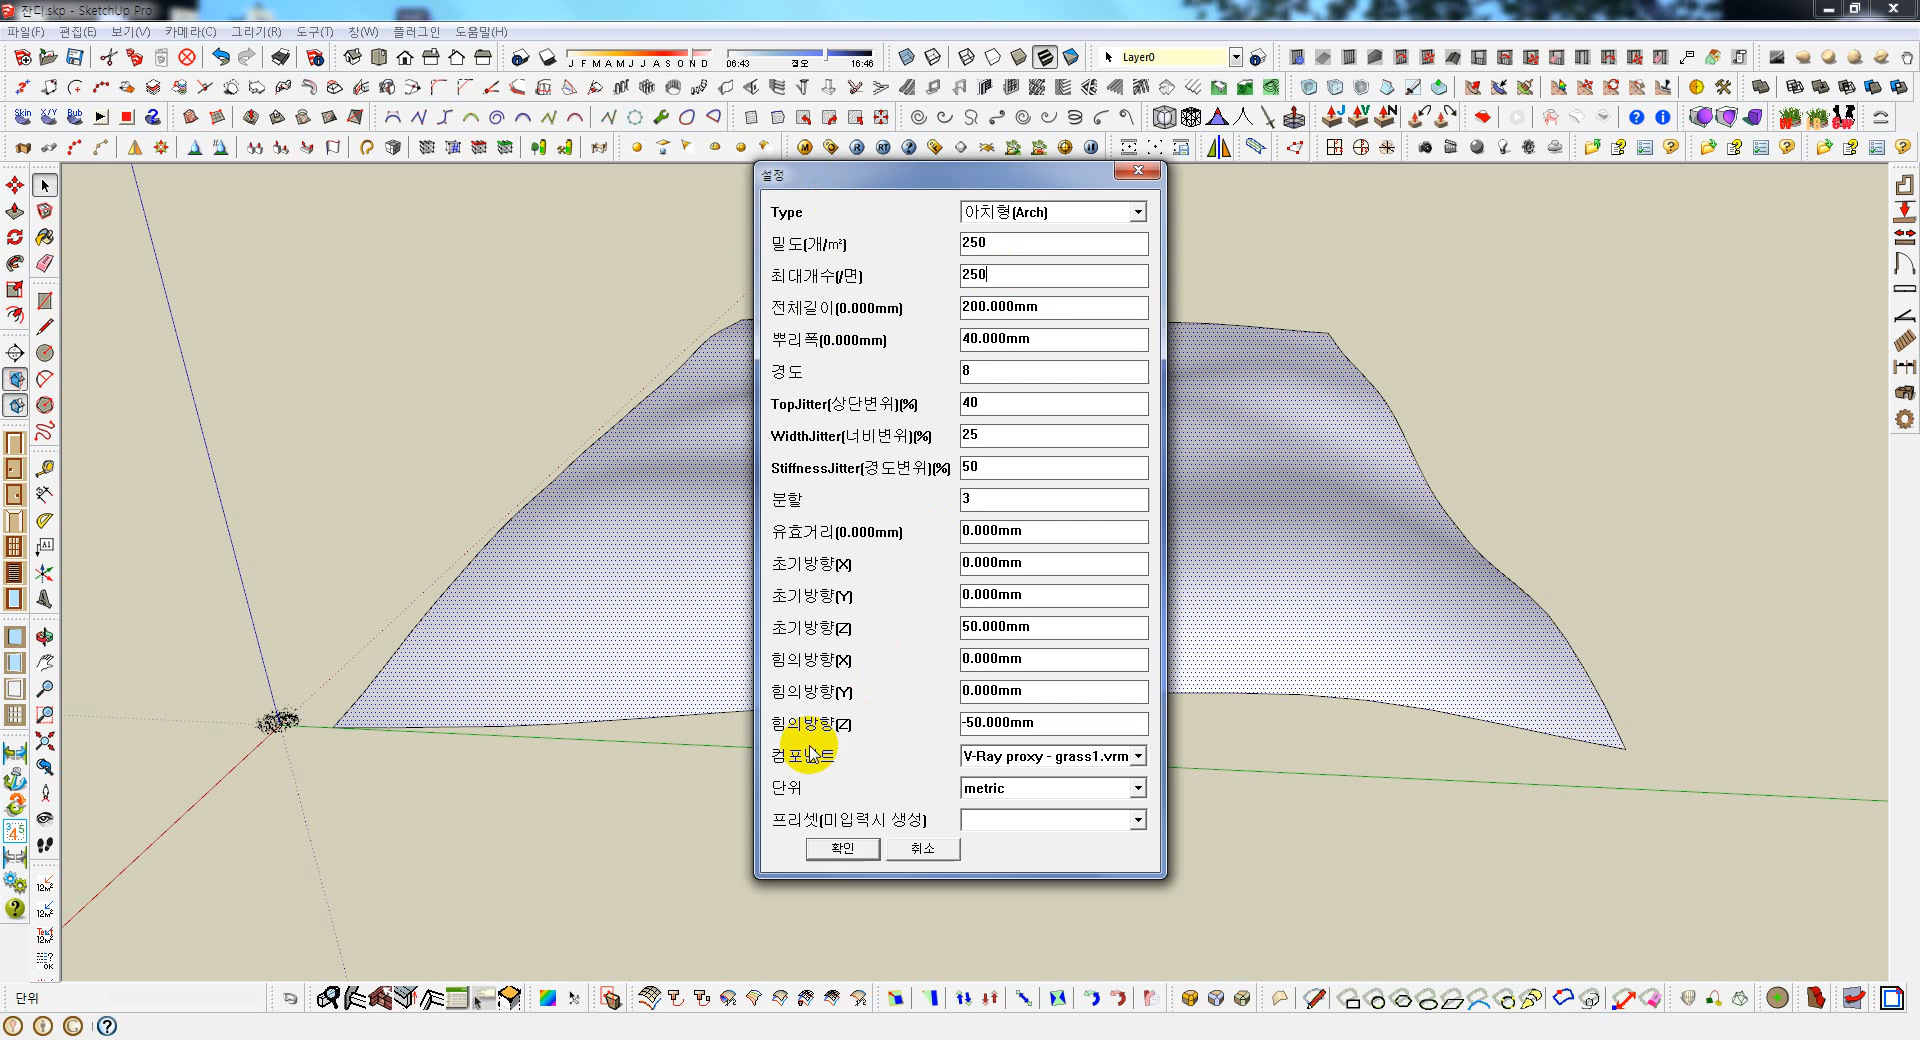 잔디.skp - SketchUp Pro
파일(F) 편집(E) 보기(V) 카메라(C) 그리기(R) 도구(T) 창(W) 플러그인 도움말(H)
J F M A M J J A S O N D
06:43 정오 16:46
Layer0
Skin X/Y Bub
설정
Type 아치형(Arch)
밀도(개/㎡) 250
최대개수(/면) 250
전체길이(0.000mm) 200.000mm
뿌리폭(0.000mm) 40.000mm
경도 8
TopJitter(상단변위)(%) 40
WidthJitter(너비변위)(%) 25
StiffnessJitter(경도변위)(%) 50
분할 3
유효거리(0.000mm) 0.000mm
초기방향(X) 0.000mm
초기방향(Y) 0.000mm
초기방향(Z) 50.000mm
힘의방향(X) 0.000mm
힘의방향(Y) 0.000mm
힘의방향(Z) -50.000mm
컴포넌트 V-Ray proxy - grass1.vrm
단위 metric
프리셋(미입력시 생성)
확인 취소
단위